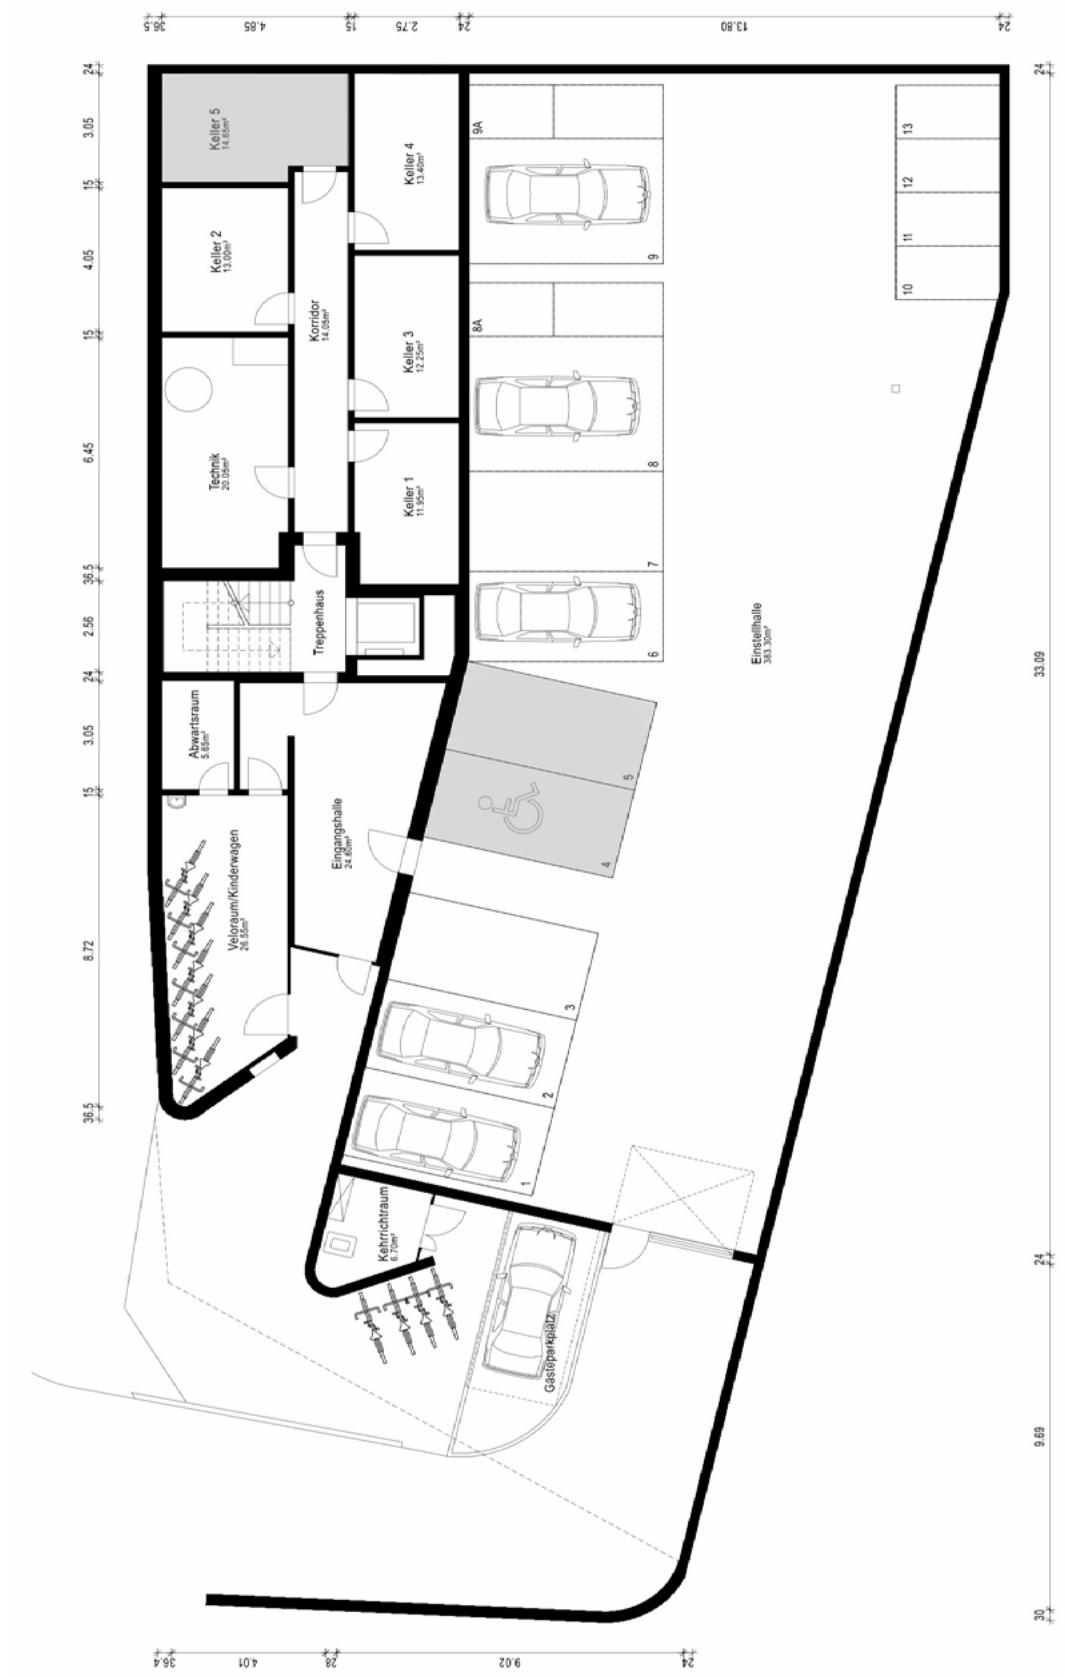 36.5
4.85
15
2.75
24
13.80
24
24
3.05
15
4.05
15
6.45
36.5
2.56
24
3.05
15
8.72
36.5
Keller 5
14.65m²
Keller 4
13.40m²
Keller 2
13.00m²
Korridor
14.05m²
Keller 3
12.25m²
Technik
20.05m²
Keller 1
11.95m²
Treppenhaus
Abwartsraum
5.65m²
Eingangshalle
24.60m²
Veloraum/Kinderwagen
26.55m²
Kehrrichtraum
6.70m²
Gästeparkplatz
Einstellhalle
383.30m²
9A
9
8A
8
7
6
5
4
3
2
1
13
12
11
10
24
33.09
24
9.69
30
36.4
4.01
28
9.02
24